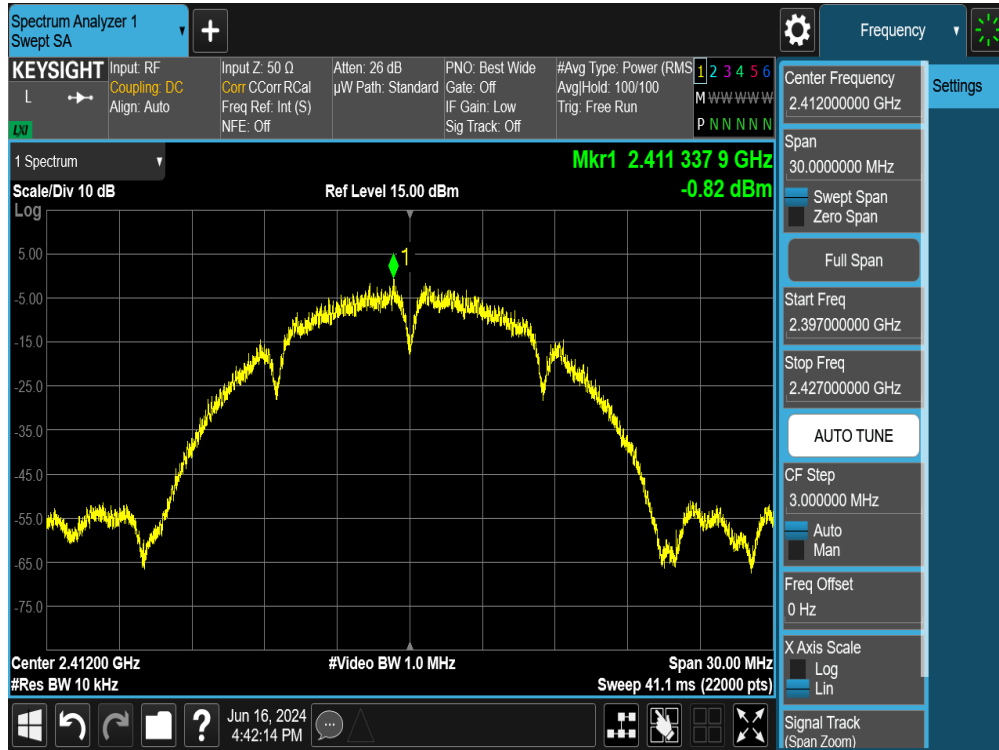 Spectrum Analyzer 1
Swept SA
+
Frequency
KEYSIGHT
L
LXI
Input: RF
Coupling: DC
Align: Auto
Input Z: 50 Ω
Corr CCorr RCal
Freq Ref: Int (S)
NFE: Off
Atten: 26 dB
µW Path: Standard
PNO: Best Wide
Gate: Off
IF Gain: Low
Sig Track: Off
#Avg Type: Power (RMS
Avg|Hold: 100/100
Trig: Free Run
1 2 3 4 5 6
M W W W W W
P N N N N N
1 Spectrum
Mkr1 2.411 337 9 GHz
-0.82 dBm
Scale/Div 10 dB
Ref Level 15.00 dBm
Log
1
5.00
-5.00
-15.0
-25.0
-35.0
-45.0
-55.0
-65.0
-75.0
Center 2.41200 GHz
#Video BW 1.0 MHz
Span 30.00 MHz
#Res BW 10 kHz
Sweep 41.1 ms (22000 pts)
?
Jun 16, 2024
4:42:14 PM
Center Frequency
2.412000000 GHz
Settings
Span
30.0000000 MHz
Swept Span
Zero Span
Full Span
Start Freq
2.397000000 GHz
Stop Freq
2.427000000 GHz
AUTO TUNE
CF Step
3.000000 MHz
Auto
Man
Freq Offset
0 Hz
X Axis Scale
Log
Lin
Signal Track
(Span Zoom)